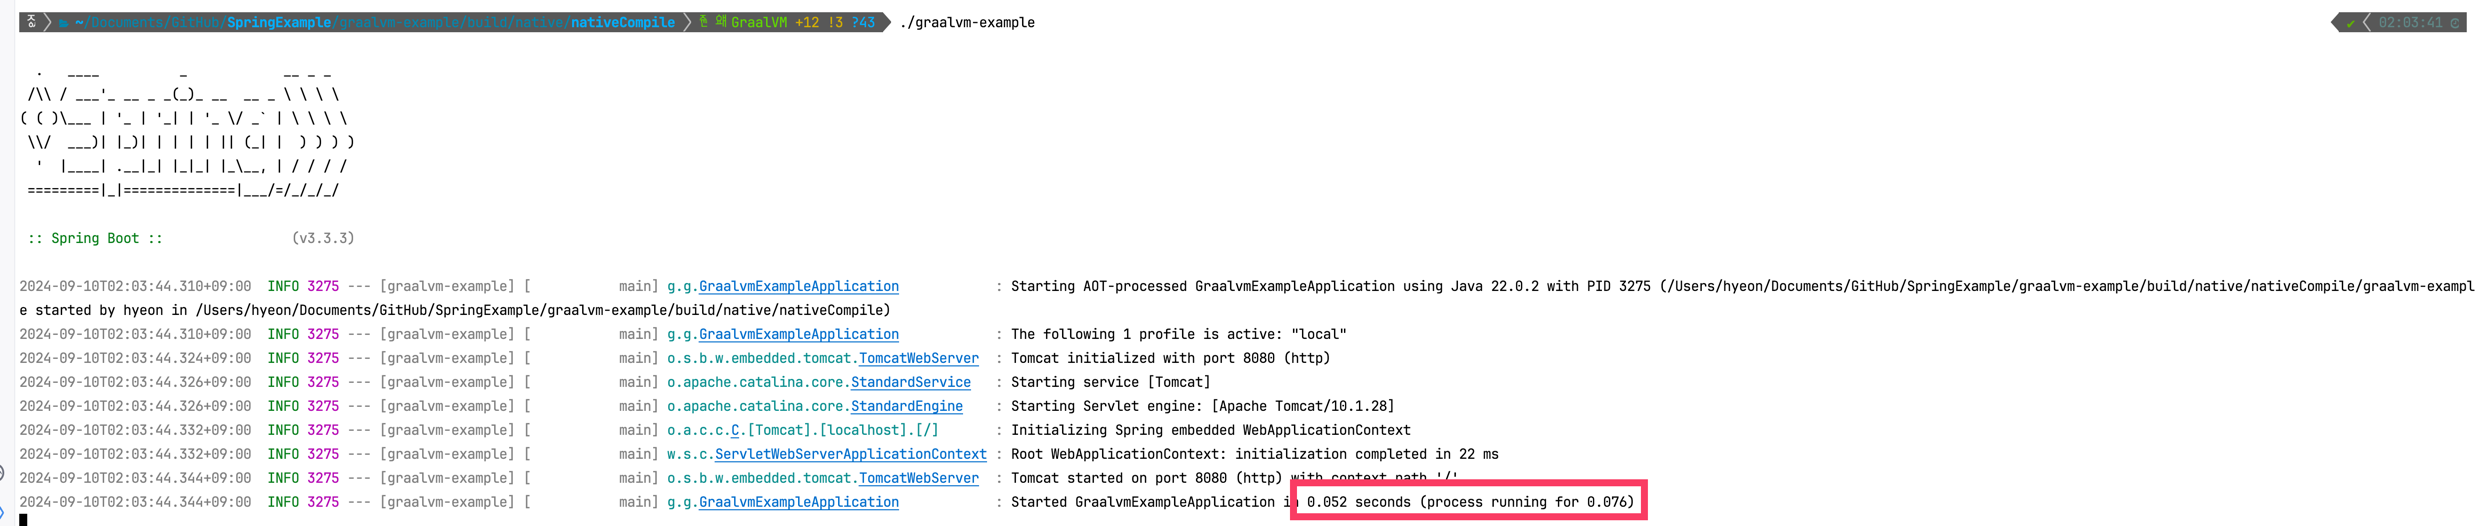 ~/Documents/GitHub/SpringExample/graalvm-example/build/native/nativeCompile GraalVM +12 !3 ?43 ./graalvm-example ✔ 02:03:41
  .   ____          _            __ _ _
 /\\ / ___'_ __ _ _(_)_ __  __ _ \ \ \ \
( ( )\___ | '_ | '_| | '_ \/ _` | \ \ \ \
 \\/  ___)| |_)| | | | | || (_| |  ) ) ) )
  '  |____| .__|_| |_|_| |_\__, | / / / /
 =========|_|==============|___/=/_/_/_/
 :: Spring Boot ::                (v3.3.3)
2024-09-10T02:03:44.310+09:00  INFO 3275 --- [graalvm-example] [           main] g.g.GraalvmExampleApplication            : Starting AOT-processed GraalvmExampleApplication using Java 22.0.2 with PID 3275 (/Users/hyeon/Documents/GitHub/SpringExample/graalvm-example/build/native/nativeCompile/graalvm-exampl
e started by hyeon in /Users/hyeon/Documents/GitHub/SpringExample/graalvm-example/build/native/nativeCompile)
2024-09-10T02:03:44.310+09:00  INFO 3275 --- [graalvm-example] [           main] g.g.GraalvmExampleApplication            : The following 1 profile is active: "local"
2024-09-10T02:03:44.324+09:00  INFO 3275 --- [graalvm-example] [           main] o.s.b.w.embedded.tomcat.TomcatWebServer  : Tomcat initialized with port 8080 (http)
2024-09-10T02:03:44.326+09:00  INFO 3275 --- [graalvm-example] [           main] o.apache.catalina.core.StandardService   : Starting service [Tomcat]
2024-09-10T02:03:44.326+09:00  INFO 3275 --- [graalvm-example] [           main] o.apache.catalina.core.StandardEngine    : Starting Servlet engine: [Apache Tomcat/10.1.28]
2024-09-10T02:03:44.332+09:00  INFO 3275 --- [graalvm-example] [           main] o.a.c.c.C.[Tomcat].[localhost].[/]       : Initializing Spring embedded WebApplicationContext
2024-09-10T02:03:44.332+09:00  INFO 3275 --- [graalvm-example] [           main] w.s.c.ServletWebServerApplicationContext : Root WebApplicationContext: initialization completed in 22 ms
2024-09-10T02:03:44.344+09:00  INFO 3275 --- [graalvm-example] [           main] o.s.b.w.embedded.tomcat.TomcatWebServer  : Tomcat started on port 8080 (http) with context path '/'
2024-09-10T02:03:44.344+09:00  INFO 3275 --- [graalvm-example] [           main] g.g.GraalvmExampleApplication            : Started GraalvmExampleApplication in 0.052 seconds (process running for 0.076)